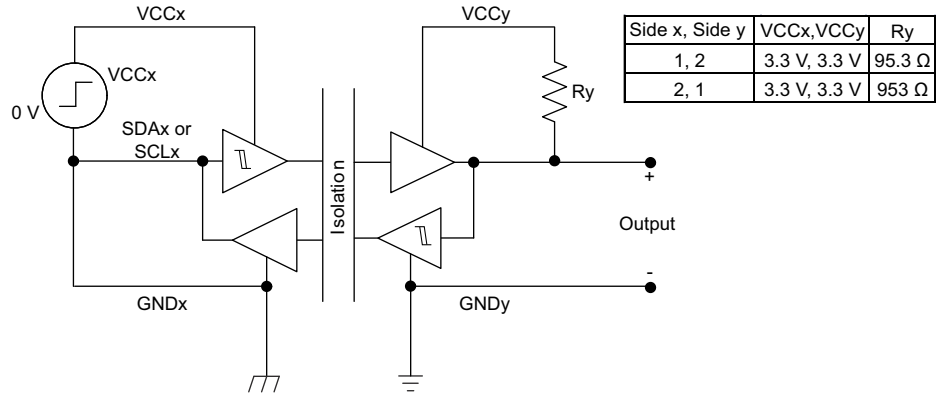 VCCx
VCCy
Side x, Side y VCCx,VCCy Ry
1, 2 3.3 V, 3.3 V 95.3 Ω
2, 1 3.3 V, 3.3 V 953 Ω
VCCx
0 V
Ry
SDAx or
SCLx
Isolation
+
Output
-
GNDx
GNDy